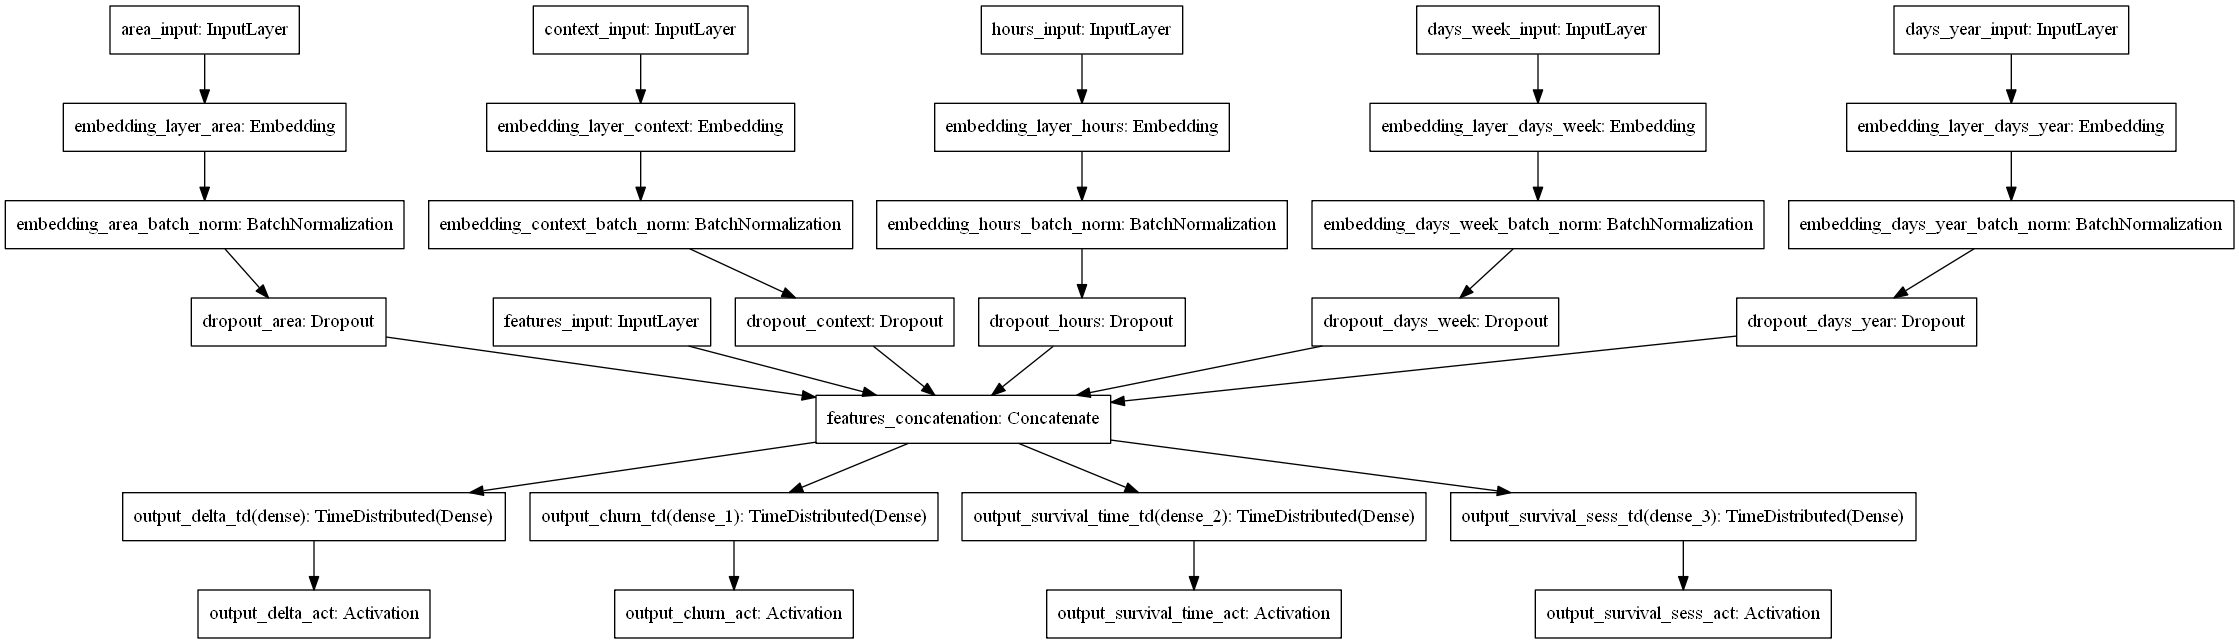 area_input: InputLayer
context_input: InputLayer
hours_input: InputLayer
days_week_input: InputLayer
days_year_input: InputLayer
embedding_layer_area: Embedding
embedding_layer_context: Embedding
embedding_layer_hours: Embedding
embedding_layer_days_week: Embedding
embedding_layer_days_year: Embedding
embedding_area_batch_norm: BatchNormalization
embedding_context_batch_norm: BatchNormalization
embedding_hours_batch_norm: BatchNormalization
embedding_days_week_batch_norm: BatchNormalization
embedding_days_year_batch_norm: BatchNormalization
dropout_area: Dropout
features_input: InputLayer
dropout_context: Dropout
dropout_hours: Dropout
dropout_days_week: Dropout
dropout_days_year: Dropout
features_concatenation: Concatenate
output_delta_td(dense): TimeDistributed(Dense)
output_churn_td(dense_1): TimeDistributed(Dense)
output_survival_time_td(dense_2): TimeDistributed(Dense)
output_survival_sess_td(dense_3): TimeDistributed(Dense)
output_delta_act: Activation
output_churn_act: Activation
output_survival_time_act: Activation
output_survival_sess_act: Activation